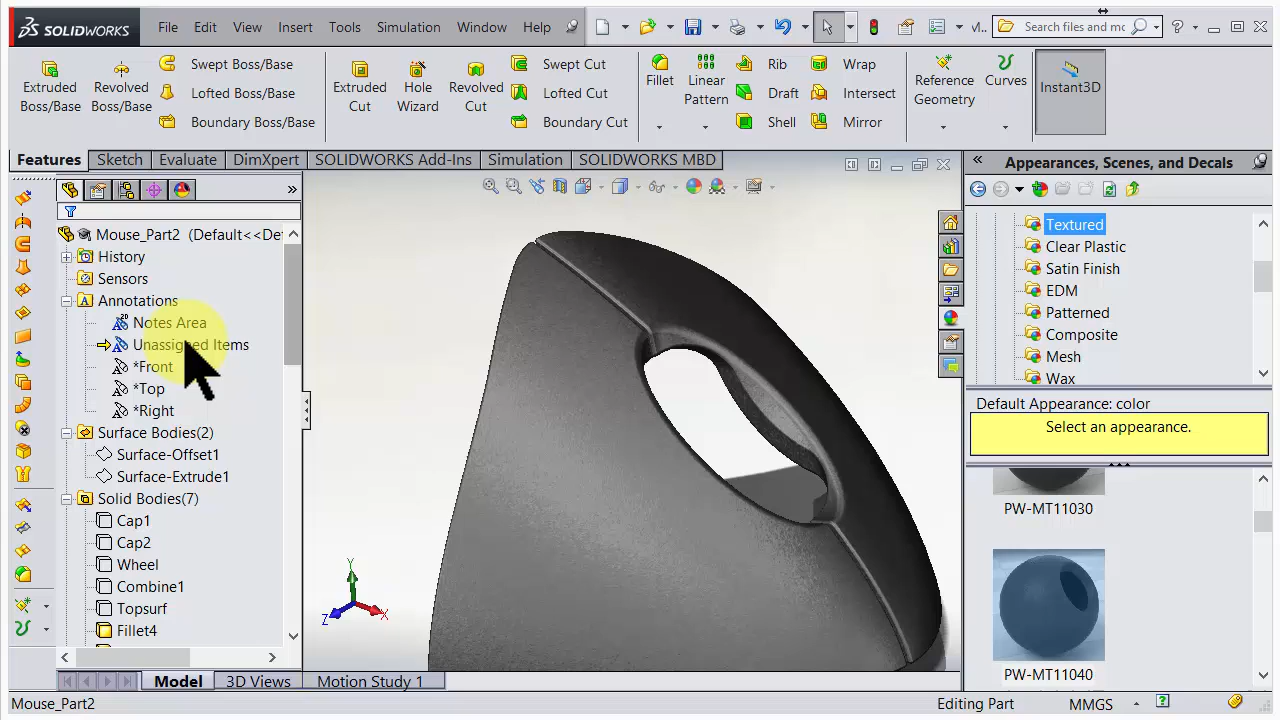 SOLIDWORKS File Edit View Insert Tools Simulation Window Help Search files and mc
Extruded Boss/Base
Revolved Boss/Base
Swept Boss/Base
Lofted Boss/Base
Boundary Boss/Base
Extruded Cut
Hole Wizard
Revolved Cut
Swept Cut
Lofted Cut
Boundary Cut
Fillet
Linear Pattern
Rib
Draft
Shell
Wrap
Intersect
Mirror
Reference Geometry
Curves
Instant3D
Features Sketch Evaluate DimXpert SOLIDWORKS Add-Ins Simulation SOLIDWORKS MBD
Mouse_Part2 (Default<<De
History
Sensors
Annotations
Notes Area
Unassigned Items
*Front
*Top
*Right
Surface Bodies(2)
Surface-Offset1
Surface-Extrude1
Solid Bodies(7)
Cap1
Cap2
Wheel
Combine1
Topsurf
Fillet4
Y
Z
X
Model 3D Views Motion Study 1
Appearances, Scenes, and Decals
Textured
Clear Plastic
Satin Finish
EDM
Patterned
Composite
Mesh
Wax
Default Appearance: color
Select an appearance.
PW-MT11030
PW-MT11040
Mouse_Part2 Editing Part MMGS